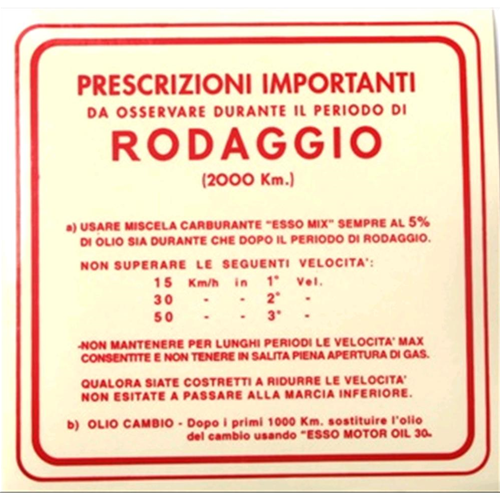 PRESCRIZIONI IMPORTANTI
DA OSSERVARE DURANTE IL PERIODO DI
RODAGGIO
(2000 Km.)
a) USARE MISCELA CARBURANTE "ESSO MIX" SEMPRE AL 5%
DI OLIO SIA DURANTE CHE DOPO IL PERIODO DI RODAGGIO.
NON SUPERARE LE SEGUENTI VELOCITA':
15 Km/h in 1ª Vel.
30 - - 2ª -
50 - - 3ª -
-NON MANTENERE PER LUNGHI PERIODI LE VELOCITA' MAX
CONSENTITE E NON TENERE IN SALITA PIENA APERTURA DI GAS.
QUALORA SIATE COSTRETTI A RIDURRE LE VELOCITA'
NON ESITATE A PASSARE ALLA MARCIA INFERIORE.
b) OLIO CAMBIO - Dopo i primi 1000 Km. sostituire l'olio
del cambio usando "ESSO MOTOR OIL 30"